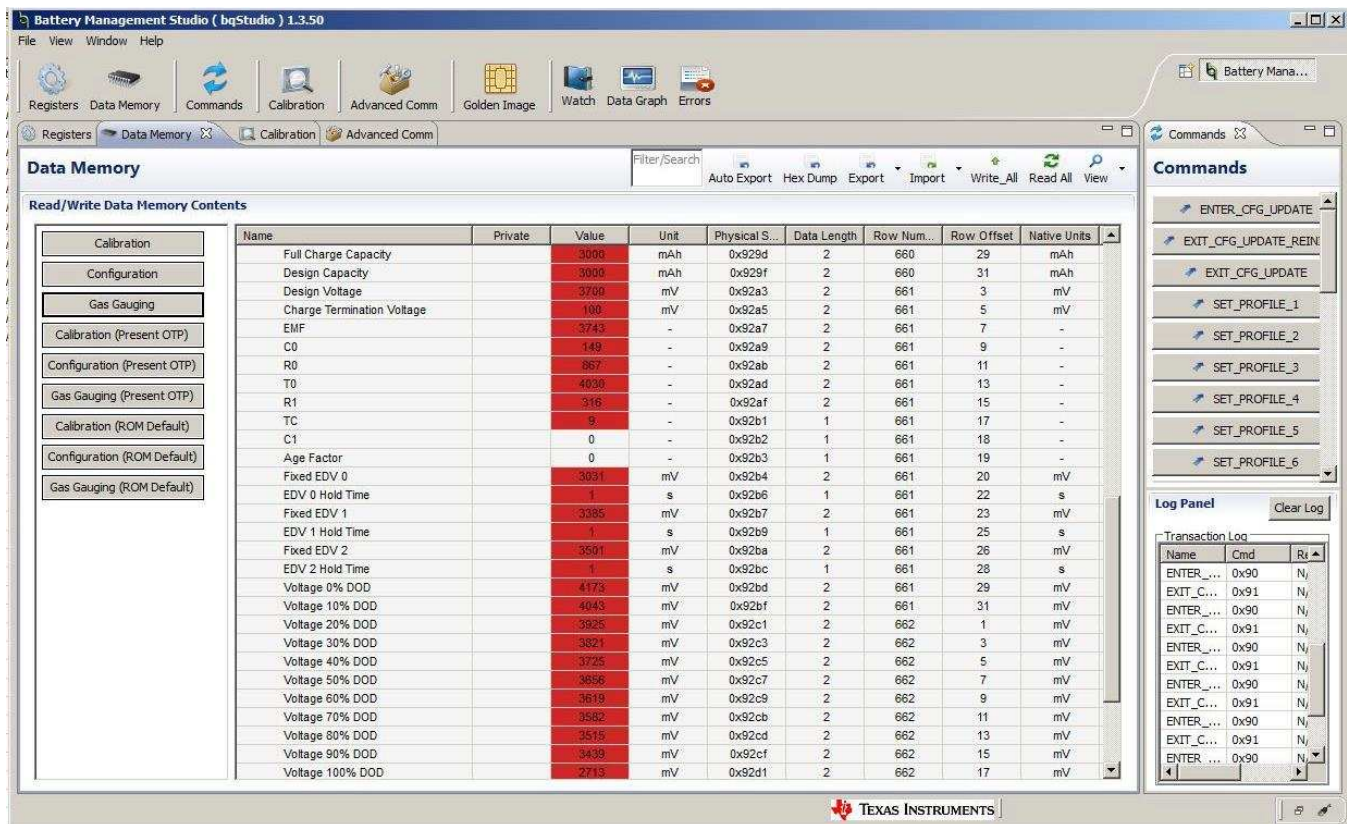 Battery Management Studio ( bqStudio ) 1.3.50
File View Window Help
Registers Data Memory Commands Calibration Advanced Comm Golden Image Watch Data Graph Errors
Battery Mana...
Registers Data Memory Calibration Advanced Comm
Commands
Data Memory
Filter/Search
Auto Export Hex Dump Export Import Write_All Read All View
Commands
Read/Write Data Memory Contents
Calibration
Configuration
Gas Gauging
Calibration (Present OTP)
Configuration (Present OTP)
Gas Gauging (Present OTP)
Calibration (ROM Default)
Configuration (ROM Default)
Gas Gauging (ROM Default)
Name Private Value Unit Physical S... Data Length Row Num... Row Offset Native Units
Full Charge Capacity 3000 mAh 0x929d 2 660 29 mAh
Design Capacity 3000 mAh 0x929f 2 660 31 mAh
Design Voltage 3700 mV 0x92a3 2 661 3 mV
Charge Termination Voltage 100 mV 0x92a5 2 661 5 mV
EMF 3743 - 0x92a7 2 661 7 -
C0 149 - 0x92a9 2 661 9 -
R0 867 - 0x92ab 2 661 11 -
T0 4030 - 0x92ad 2 661 13 -
R1 316 - 0x92af 2 661 15 -
TC 9 - 0x92b1 1 661 17 -
C1 0 - 0x92b2 1 661 18 -
Age Factor 0 - 0x92b3 1 661 19 -
Fixed EDV 0 3031 mV 0x92b4 2 661 20 mV
EDV 0 Hold Time 1 s 0x92b6 1 661 22 s
Fixed EDV 1 3385 mV 0x92b7 2 661 23 mV
EDV 1 Hold Time 1 s 0x92b9 1 661 25 s
Fixed EDV 2 3501 mV 0x92ba 2 661 26 mV
EDV 2 Hold Time 1 s 0x92bc 1 661 28 s
Voltage 0% DOD 4173 mV 0x92bd 2 661 29 mV
Voltage 10% DOD 4043 mV 0x92bf 2 661 31 mV
Voltage 20% DOD 3925 mV 0x92c1 2 662 1 mV
Voltage 30% DOD 3821 mV 0x92c3 2 662 3 mV
Voltage 40% DOD 3725 mV 0x92c5 2 662 5 mV
Voltage 50% DOD 3656 mV 0x92c7 2 662 7 mV
Voltage 60% DOD 3619 mV 0x92c9 2 662 9 mV
Voltage 70% DOD 3582 mV 0x92cb 2 662 11 mV
Voltage 80% DOD 3515 mV 0x92cd 2 662 13 mV
Voltage 90% DOD 3439 mV 0x92cf 2 662 15 mV
Voltage 100% DOD 2713 mV 0x92d1 2 662 17 mV
ENTER_CFG_UPDATE
EXIT_CFG_UPDATE_REIN
EXIT_CFG_UPDATE
SET_PROFILE_1
SET_PROFILE_2
SET_PROFILE_3
SET_PROFILE_4
SET_PROFILE_5
SET_PROFILE_6
Log Panel Clear Log
Transaction Log
Name Cmd Re
ENTER_... 0x90 N/
EXIT_C... 0x91 N/
ENTER_... 0x90 N/
EXIT_C... 0x91 N/
ENTER_... 0x90 N/
EXIT_C... 0x91 N/
ENTER_... 0x90 N/
EXIT_C... 0x91 N/
ENTER_... 0x90 N/
EXIT_C... 0x91 N/
ENTER_... 0x90 N/
TEXAS INSTRUMENTS